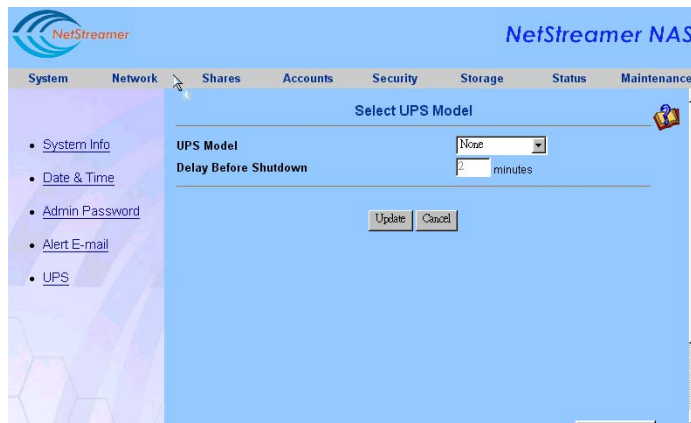 NetStreamer
NetStreamer NAS
System Network Shares Accounts Security Storage Status Maintenance
Select UPS Model
System Info
Date & Time
Admin Password
Alert E-mail
UPS
UPS Model None
Delay Before Shutdown 2 minutes
Update Cancel